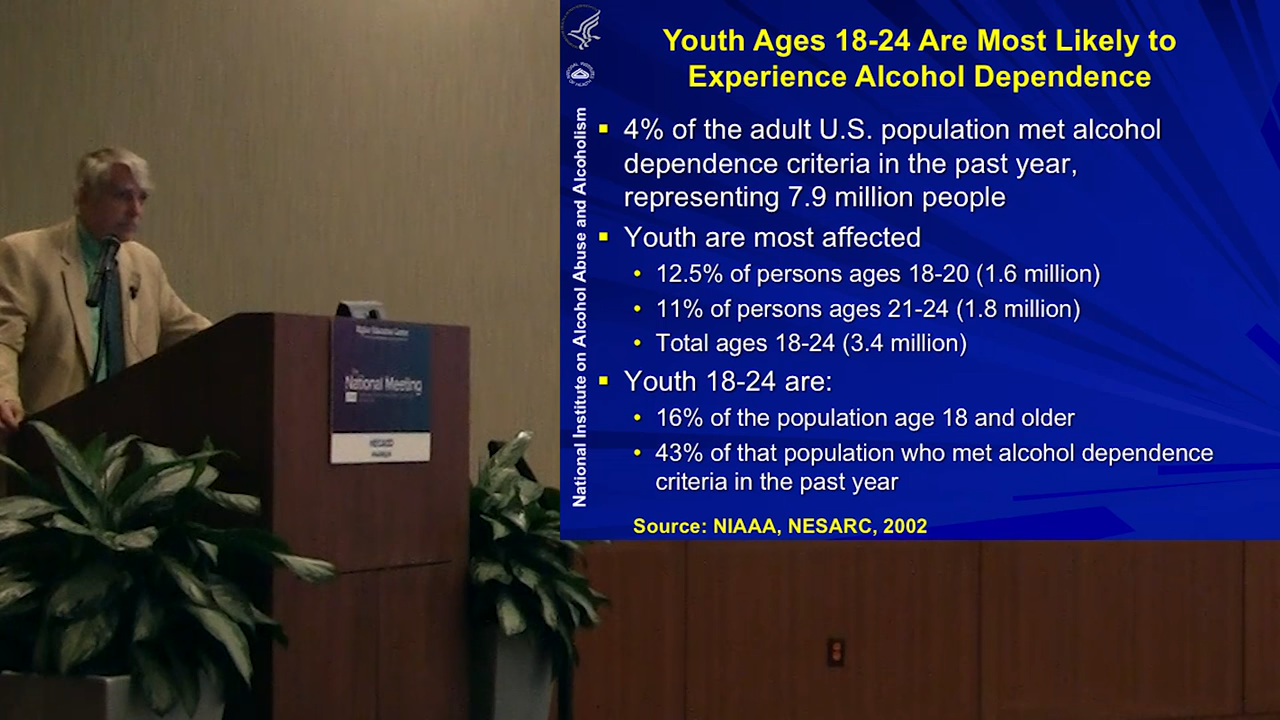 Youth Ages 18-24 Are Most Likely to
Experience Alcohol Dependence
National Institute on Alcohol Abuse and Alcoholism
▪ 4% of the adult U.S. population met alcohol
dependence criteria in the past year,
representing 7.9 million people
▪ Youth are most affected
• 12.5% of persons ages 18-20 (1.6 million)
• 11% of persons ages 21-24 (1.8 million)
• Total ages 18-24 (3.4 million)
▪ Youth 18-24 are:
• 16% of the population age 18 and older
• 43% of that population who met alcohol dependence
criteria in the past year
Source: NIAAA, NESARC, 2002
Higher Education Center
The
National Meeting